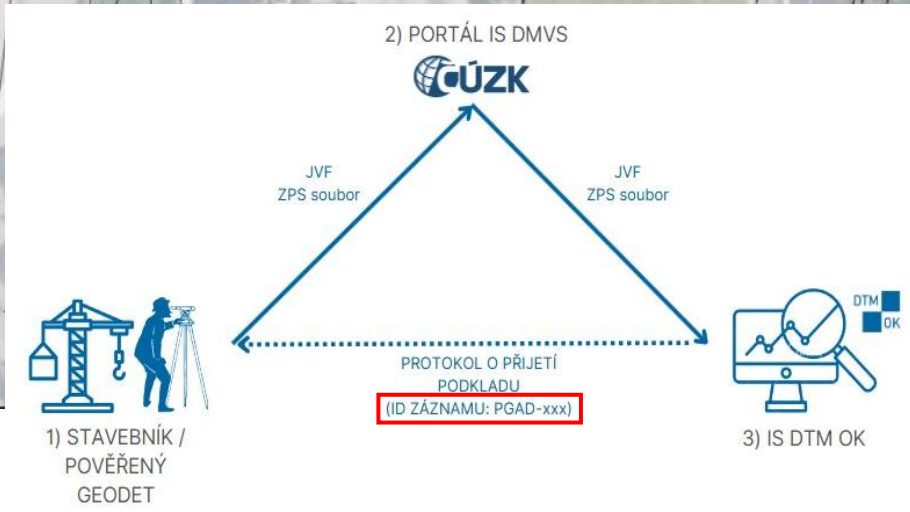 2) PORTÁL IS DMVS
ČÚZK
JVF
ZPS soubor
JVF
ZPS soubor
DTM
OK
PROTOKOL O PŘIJETÍ
PODKLADU
(ID ZÁZNAMU: PGAD-xxx)
1) STAVEBNÍK /
POVĚŘENÝ
GEODET
3) IS DTM OK